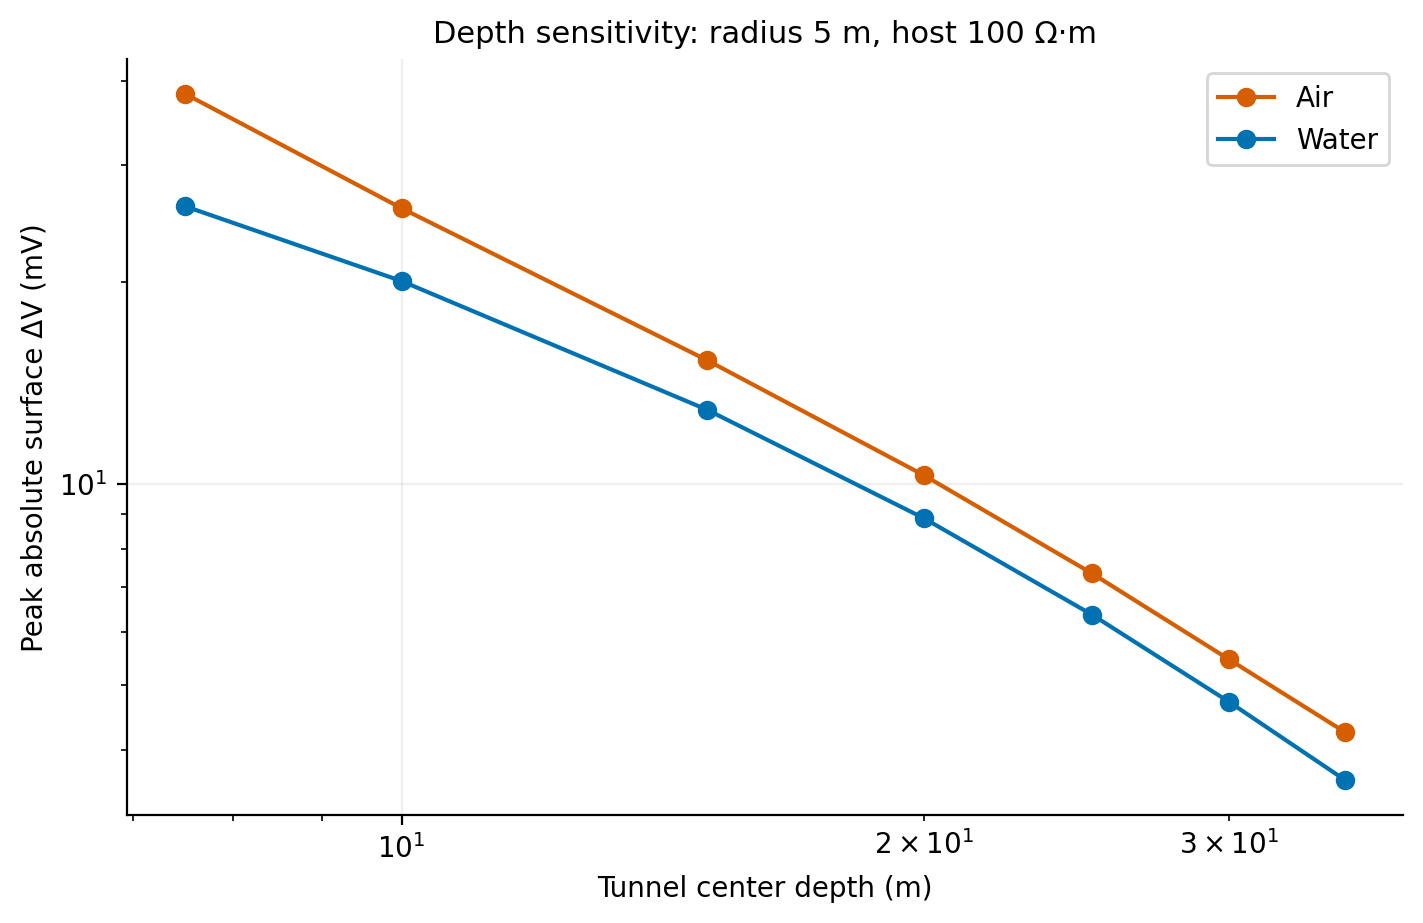 Depth sensitivity: radius 5 m, host 100 Ω·m
Air
Water
Peak absolute surface ΔV (mV)
10¹
10¹
2 × 10¹
3 × 10¹
Tunnel center depth (m)